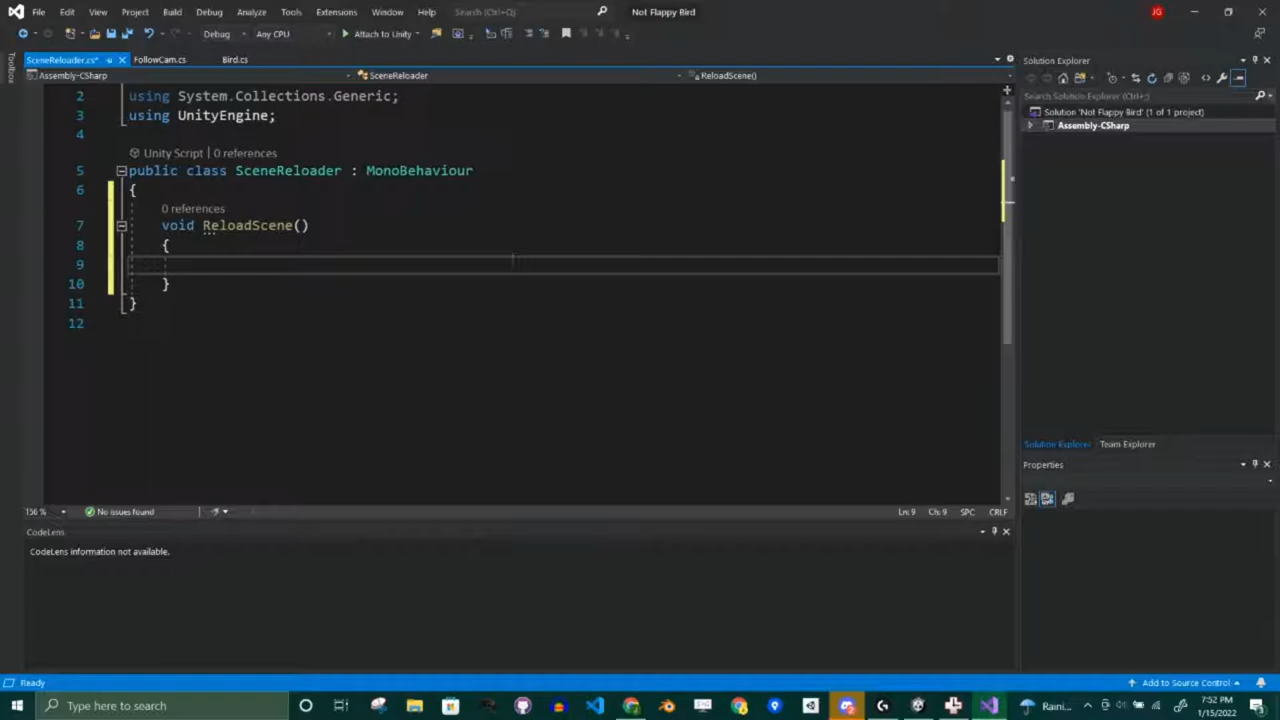 File Edit View Project Build Debug Analyze Tools Extensions Window Help Search (Ctrl+Q) Not Flappy Bird JG
Debug Any CPU Attach to Unity
Toolbox
SceneReloader.cs* FollowCam.cs Bird.cs
Assembly-CSharp SceneReloader ReloadScene()
2 using System.Collections.Generic;
3 using UnityEngine;
4
Unity Script | 0 references
5 public class SceneReloader : MonoBehaviour
6 {
0 references
7 void ReloadScene()
8 {
9
10 }
11 }
12
156 % No issues found Ln: 9 Ch: 9 SPC CRLF
CodeLens
CodeLens information not available.
Solution Explorer
Search Solution Explorer (Ctrl+;)
Solution 'Not Flappy Bird' (1 of 1 project)
Assembly-CSharp
Solution Explorer Team Explorer
Properties
Ready Add to Source Control
Type here to search Raini... 7:52 PM
1/15/2022